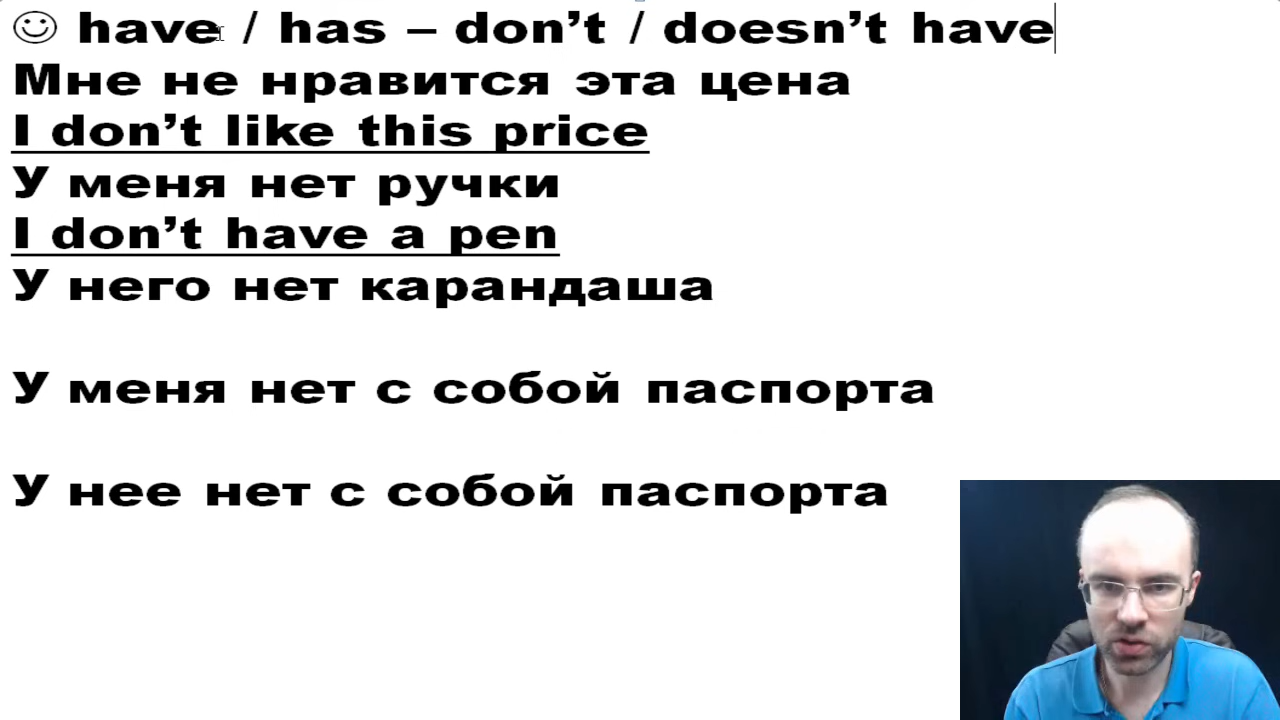 ☺ have / has – don’t / doesn’t have
Мне не нравится эта цена
I don’t like this price
У меня нет ручки
I don’t have a pen
У него нет карандаша
У меня нет с собой паспорта
У нее нет с собой паспорта